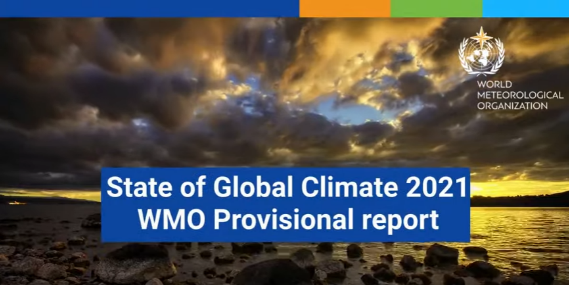 WORLD
METEOROLOGICAL
ORGANIZATION
State of Global Climate 2021
WMO Provisional report